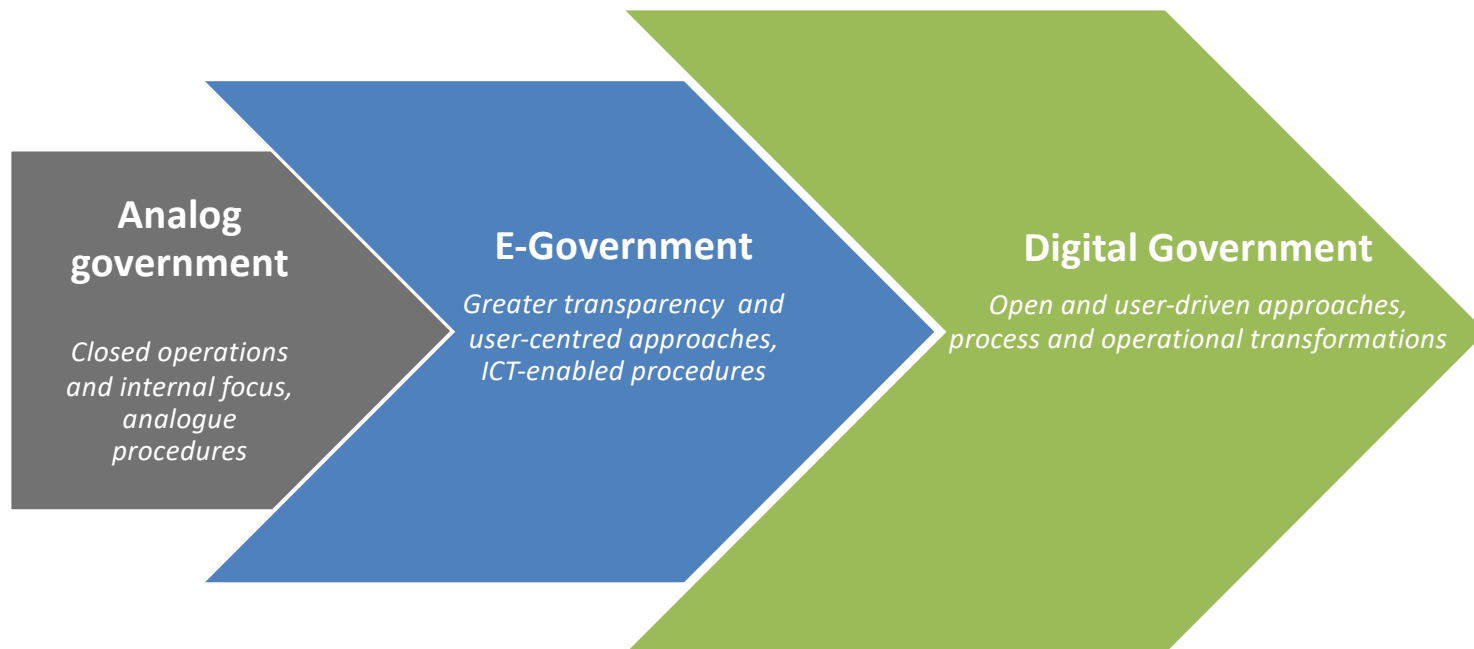 Analog
government
Closed operations
and internal focus,
analogue
procedures
E-Government
Greater transparency and
user-centred approaches,
ICT-enabled procedures
Digital Government
Open and user-driven approaches,
process and operational transformations